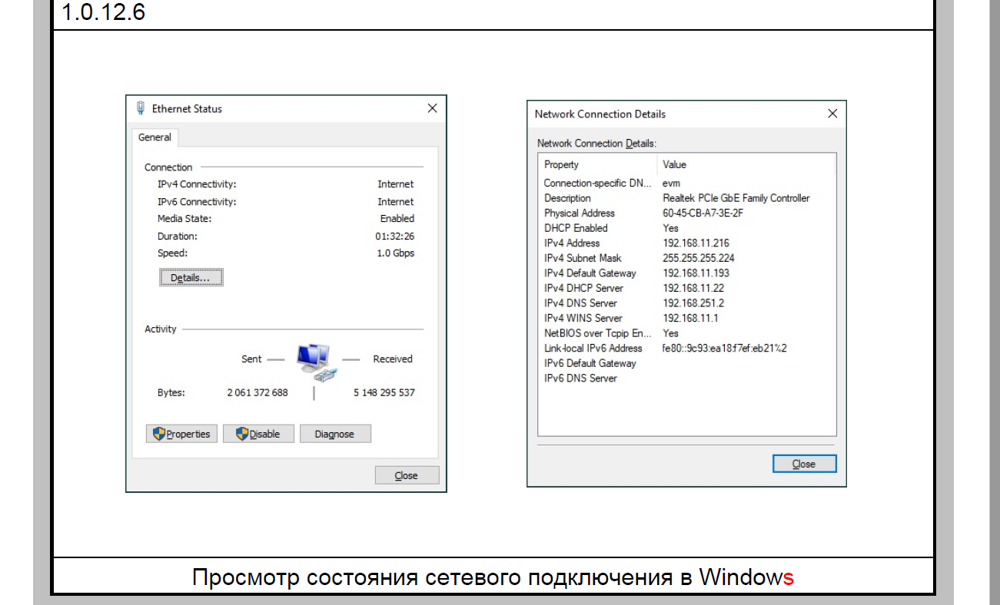 1.0.12.6
Ethernet Status
General
Connection
IPv4 Connectivity: Internet
IPv6 Connectivity: Internet
Media State: Enabled
Duration: 01:32:26
Speed: 1.0 Gbps
Details...
Activity
Sent Received
Bytes: 2 061 372 688 5 148 295 537
Properties Disable Diagnose
Close
Network Connection Details
Network Connection Details:
Property Value
Connection-specific DN... evm
Description Realtek PCIe GbE Family Controller
Physical Address 60-45-CB-A7-3E-2F
DHCP Enabled Yes
IPv4 Address 192.168.11.216
IPv4 Subnet Mask 255.255.255.224
IPv4 Default Gateway 192.168.11.193
IPv4 DHCP Server 192.168.11.22
IPv4 DNS Server 192.168.251.2
IPv4 WINS Server 192.168.11.1
NetBIOS over Tcpip En... Yes
Link-local IPv6 Address fe80::9c93:ea18:f7ef:eb21%2
IPv6 Default Gateway
IPv6 DNS Server
Close
Просмотр состояния сетевого подключения в Windows